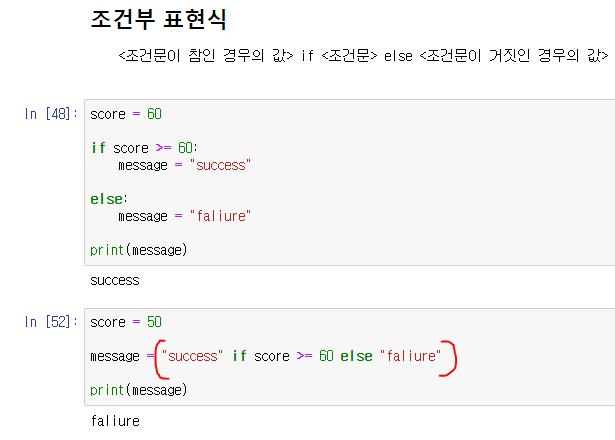 조건부 표현식
<조건문이 참인 경우의 값> if <조건문> else <조건문이 거짓인 경우의 값>
In [48]: score = 60
if score >= 60:
message = "success"
else:
message = "faliure"
print(message)
success
In [52]: score = 50
message = "success" if score >= 60 else "faliure"
print(message)
faliure